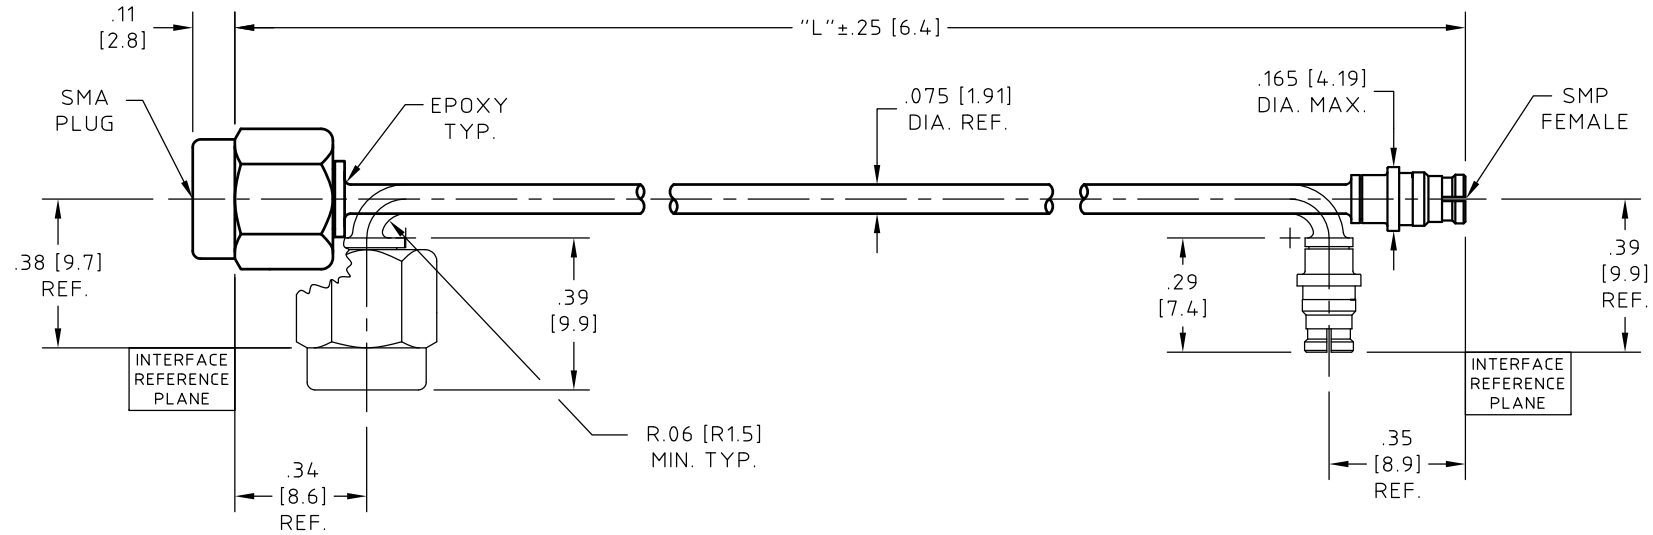 .11
[2.8]
"L"±.25 [6.4]
SMA
PLUG
EPOXY
TYP.
.075 [1.91]
DIA. REF.
.165 [4.19]
DIA. MAX.
SMP
FEMALE
.38 [9.7]
REF.
.39
[9.9]
.29
[7.4]
.39
[9.9]
REF.
INTERFACE
REFERENCE
PLANE
INTERFACE
REFERENCE
PLANE
R.06 [R1.5]
MIN. TYP.
.34
[8.6]
REF.
.35
[8.9]
REF.